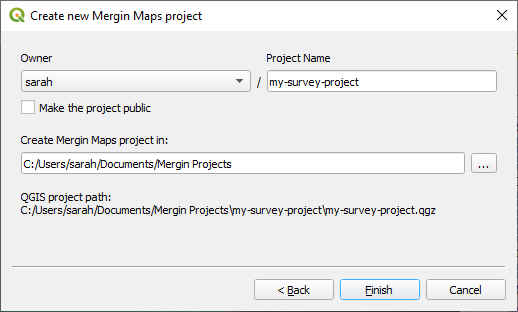 Create new Mergin Maps project
Owner Project Name
sarah / my-survey-project
Make the project public
Create Mergin Maps project in:
C:/Users/sarah/Documents/Mergin Projects ...
QGIS project path:
C:/Users/sarah/Documents/Mergin Projects\my-survey-project\my-survey-project.qgz
< Back Finish Cancel